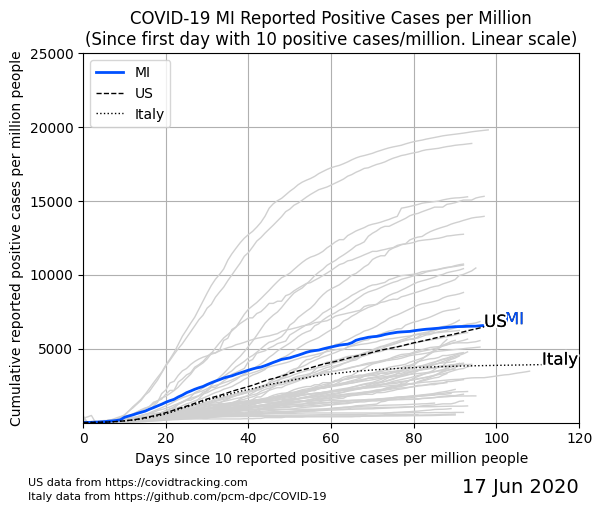 COVID-19 MI Reported Positive Cases per Million
(Since first day with 10 positive cases/million. Linear scale)
Cumulative reported positive cases per million people
25000
20000
15000
10000
5000
MI
US
Italy
US MI
Italy
0 20 40 60 80 100 120
Days since 10 reported positive cases per million people
US data from https://covidtracking.com
Italy data from https://github.com/pcm-dpc/COVID-19
17 Jun 2020